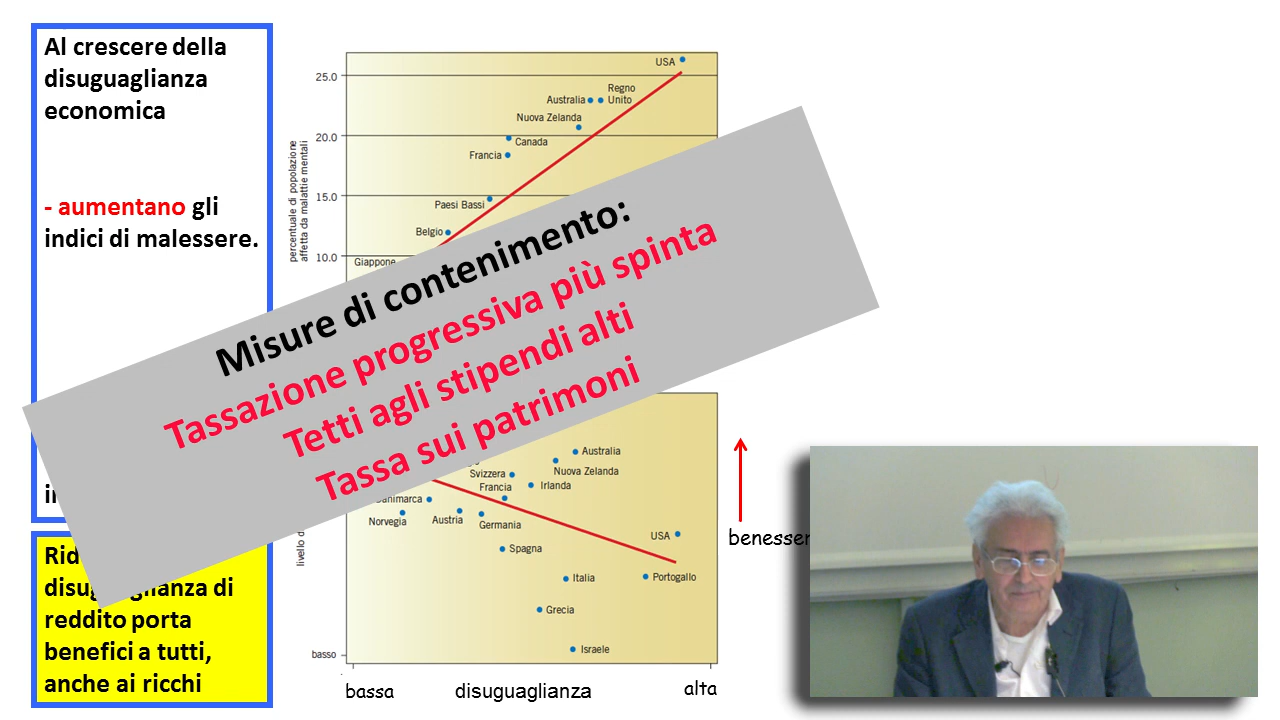 Al crescere della
disuguaglianza
economica
- aumentano gli
indici di malessere.
disuguaglianza di
reddito porta
benefici a tutti,
anche ai ricchi
percentuale di popolazione
affetta da malattie mentali
25.0
20.0
15.0
10.0
USA
Regno
Australia
Unito
Nuova Zelanda
Canada
Francia
Paesi Bassi
Belgio
Giappone
Misure di contenimento:
Tassazione progressiva più spinta
Tetti agli stipendi alti
Tassa sui patrimoni
Australia
Nuova Zelanda
Svizzera
Francia
Irlanda
Norvegia
Austria
Germania
USA
Spagna
Italia
Portogallo
Grecia
Israele
livello
basso
bassa
disuguaglianza
alta